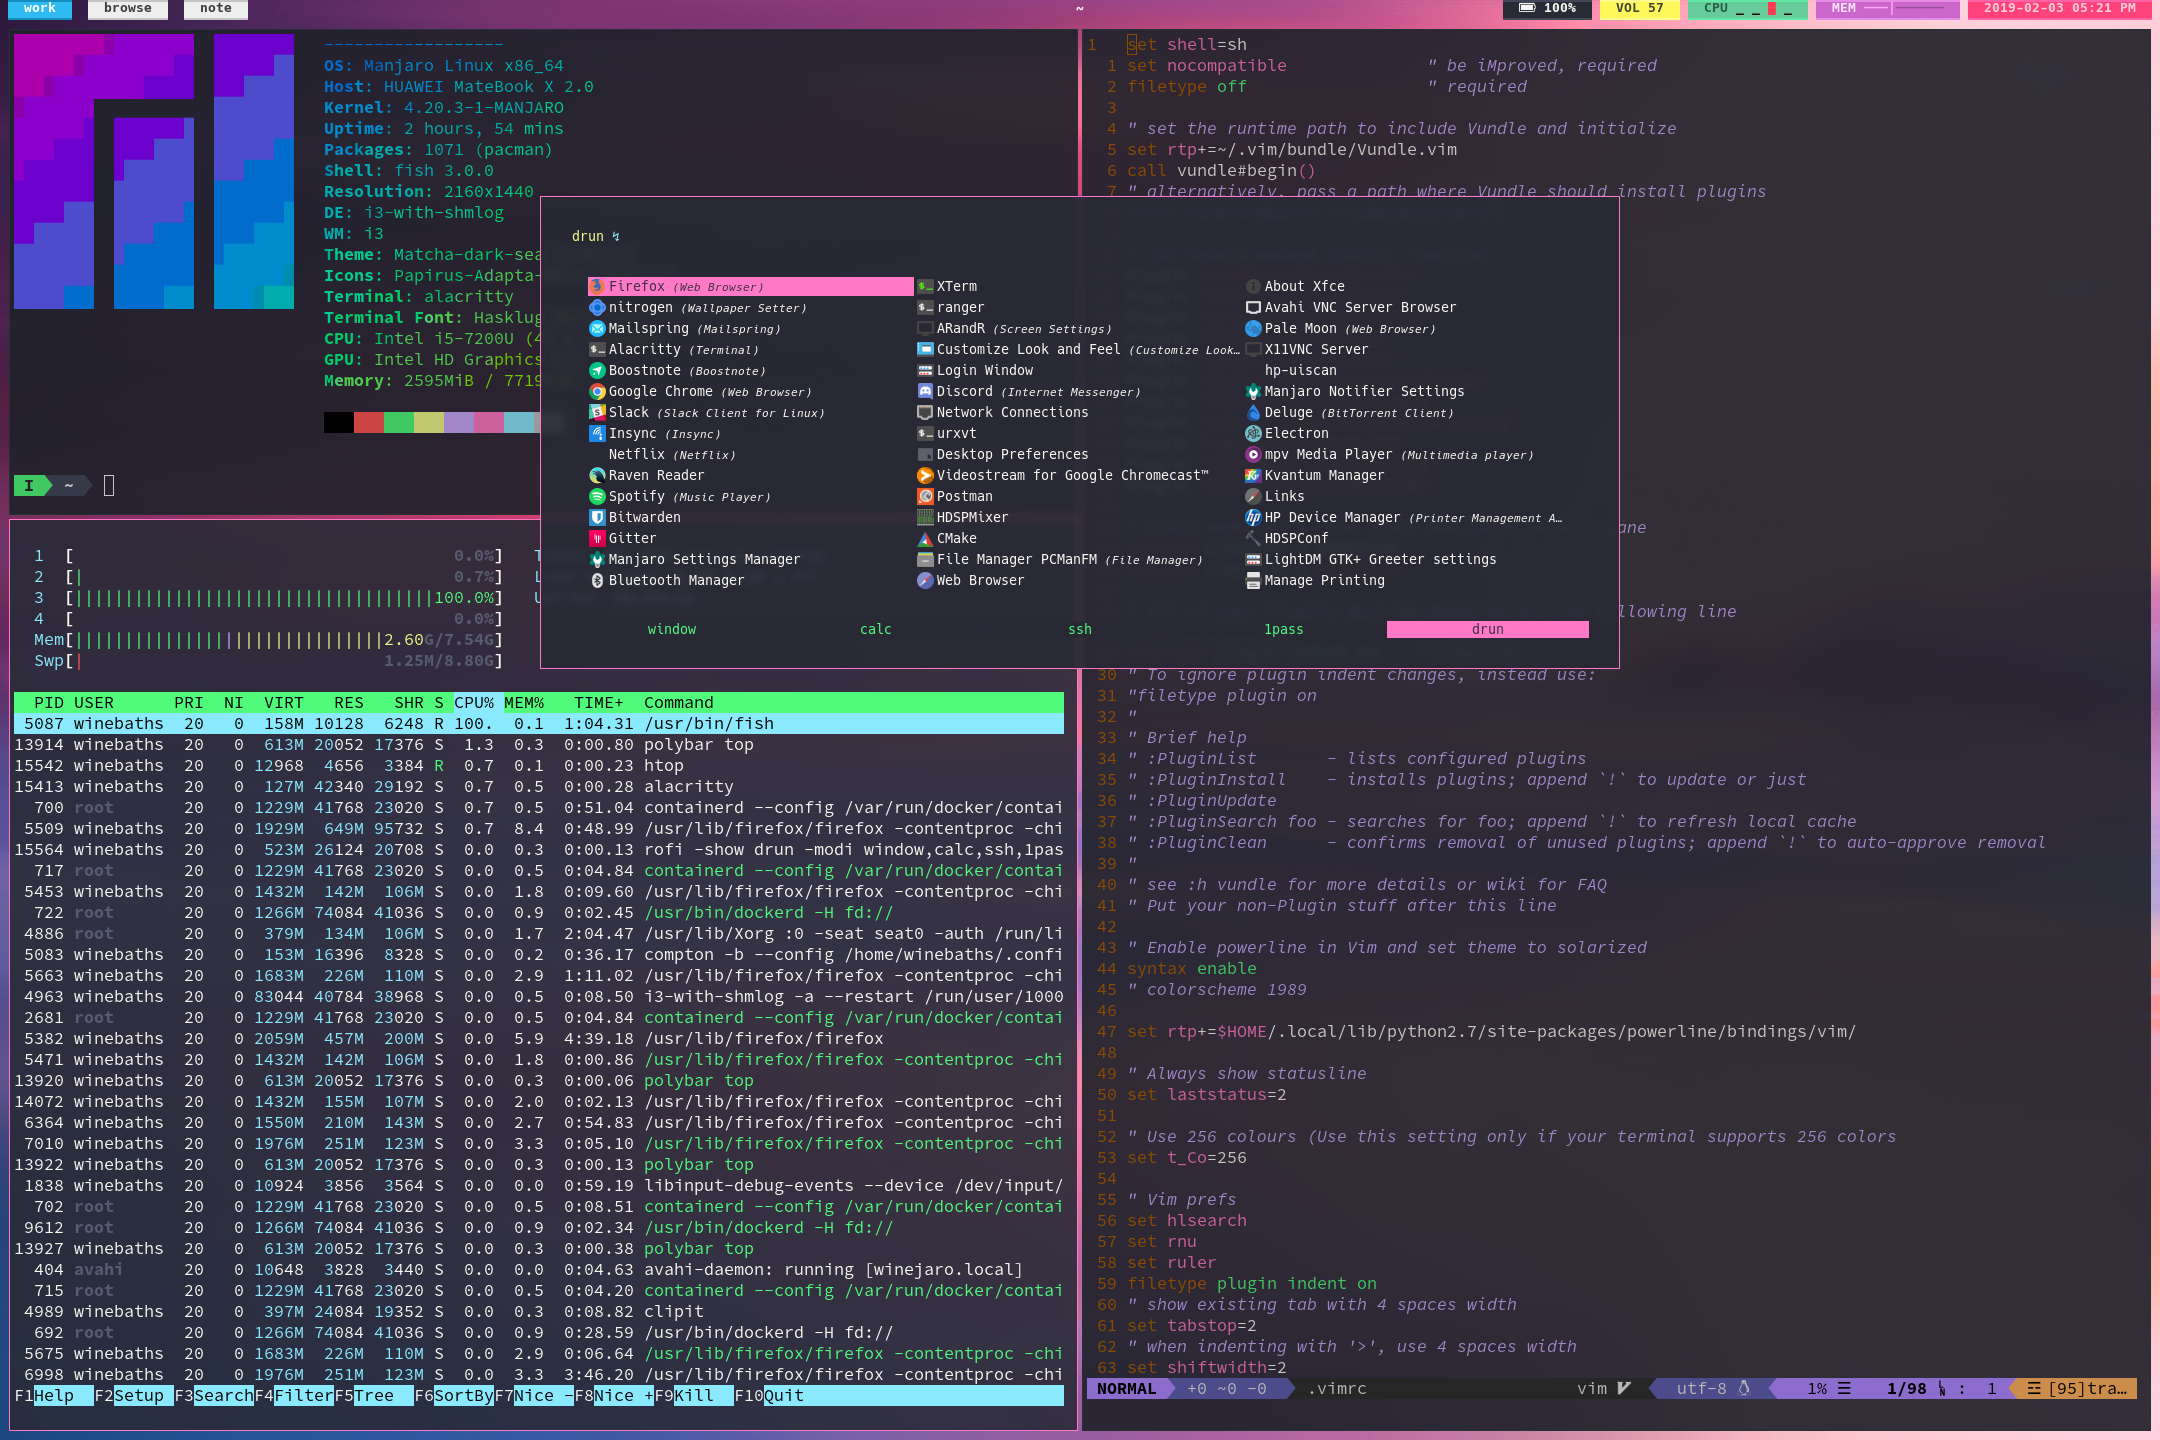 work browse note ~ 100% VOL 57 CPU MEM 2019-02-03 05:21 PM
-----------------
OS: Manjaro Linux x86_64
Host: HUAWEI MateBook X 2.0
Kernel: 4.20.3-1-MANJARO
Uptime: 2 hours, 54 mins
Packages: 1071 (pacman)
Shell: fish 3.0.0
Resolution: 2160x1440
DE: i3-with-shmlog
WM: i3
Theme: Matcha-dark-sea
Icons: Papirus-Adapta-
Terminal: alacritty
Terminal Font: Hasklug
CPU: Intel i5-7200U (4
GPU: Intel HD Graphics
Memory: 2595MiB / 7719
I ~
1 set shell=sh
1 set nocompatible " be iMproved, required
2 filetype off " required
3
4 " set the runtime path to include Vundle and initialize
5 set rtp+=~/.vim/bundle/Vundle.vim
6 call vundle#begin()
7 " alternatively, pass a path where Vundle should install plugins
drun
Firefox (Web Browser)
nitrogen (Wallpaper Setter)
Mailspring (Mailspring)
Alacritty (Terminal)
Boostnote (Boostnote)
Google Chrome (Web Browser)
Slack (Slack Client for Linux)
Insync (Insync)
Netflix (Netflix)
Raven Reader
Spotify (Music Player)
Bitwarden
Gitter
Manjaro Settings Manager
Bluetooth Manager
XTerm
ranger
ARandR (Screen Settings)
Customize Look and Feel (Customize Look…
Login Window
Discord (Internet Messenger)
Network Connections
urxvt
Desktop Preferences
Videostream for Google Chromecast™
Postman
HDSPMixer
CMake
File Manager PCManFM (File Manager)
Web Browser
About Xfce
Avahi VNC Server Browser
Pale Moon (Web Browser)
X11VNC Server
hp-uiscan
Manjaro Notifier Settings
Deluge (BitTorrent Client)
Electron
mpv Media Player (Multimedia player)
Kvantum Manager
Links
HP Device Manager (Printer Management A…
HDSPConf
LightDM GTK+ Greeter settings
Manage Printing
window calc ssh 1pass drun
ane
llowing line
1 [ 0.0%]
2 [| 0.7%]
3 [||||||||||||||||||||||||||||||||||||100.0%]
4 [ 0.0%]
Mem[|||||||||||||||||||||||||||||||2.60G/7.54G]
Swp[| 1.25M/8.80G]
PID USER PRI NI VIRT RES SHR S CPU% MEM% TIME+ Command
5087 winebaths 20 0 158M 10128 6248 R 100. 0.1 1:04.31 /usr/bin/fish
13914 winebaths 20 0 613M 20052 17376 S 1.3 0.3 0:00.80 polybar top
15542 winebaths 20 0 12968 4656 3384 R 0.7 0.1 0:00.23 htop
15413 winebaths 20 0 127M 42340 29192 S 0.7 0.5 0:00.28 alacritty
700 root 20 0 1229M 41768 23020 S 0.7 0.5 0:51.04 containerd --config /var/run/docker/contai
5509 winebaths 20 0 1929M 649M 95732 S 0.7 8.4 0:48.99 /usr/lib/firefox/firefox -contentproc -chi
15564 winebaths 20 0 523M 26124 20708 S 0.0 0.3 0:00.13 rofi -show drun -modi window,calc,ssh,1pas
717 root 20 0 1229M 41768 23020 S 0.0 0.5 0:04.84 containerd --config /var/run/docker/contai
5453 winebaths 20 0 1432M 142M 106M S 0.0 1.8 0:09.60 /usr/lib/firefox/firefox -contentproc -chi
722 root 20 0 1266M 74084 41036 S 0.0 0.9 0:02.45 /usr/bin/dockerd -H fd://
4886 root 20 0 379M 134M 106M S 0.0 1.7 2:04.47 /usr/lib/Xorg :0 -seat seat0 -auth /run/li
5083 winebaths 20 0 153M 16396 8328 S 0.0 0.2 0:36.17 compton -b --config /home/winebaths/.confi
5663 winebaths 20 0 1683M 226M 110M S 0.0 2.9 1:11.02 /usr/lib/firefox/firefox -contentproc -chi
4963 winebaths 20 0 83044 40784 38968 S 0.0 0.5 0:08.50 i3-with-shmlog -a --restart /run/user/1000
2681 root 20 0 1229M 41768 23020 S 0.0 0.5 0:04.84 containerd --config /var/run/docker/contai
5382 winebaths 20 0 2059M 457M 200M S 0.0 5.9 4:39.18 /usr/lib/firefox/firefox
5471 winebaths 20 0 1432M 142M 106M S 0.0 1.8 0:00.86 /usr/lib/firefox/firefox -contentproc -chi
13920 winebaths 20 0 613M 20052 17376 S 0.0 0.3 0:00.06 polybar top
14072 winebaths 20 0 1432M 155M 107M S 0.0 2.0 0:02.13 /usr/lib/firefox/firefox -contentproc -chi
6364 winebaths 20 0 1550M 210M 143M S 0.0 2.7 0:54.83 /usr/lib/firefox/firefox -contentproc -chi
7010 winebaths 20 0 1976M 251M 123M S 0.0 3.3 0:05.10 /usr/lib/firefox/firefox -contentproc -chi
13922 winebaths 20 0 613M 20052 17376 S 0.0 0.3 0:00.13 polybar top
1838 winebaths 20 0 10924 3856 3564 S 0.0 0.0 0:59.19 libinput-debug-events --device /dev/input/
702 root 20 0 1229M 41768 23020 S 0.0 0.5 0:08.51 containerd --config /var/run/docker/contai
9612 root 20 0 1266M 74084 41036 S 0.0 0.9 0:02.34 /usr/bin/dockerd -H fd://
13927 winebaths 20 0 613M 20052 17376 S 0.0 0.3 0:00.38 polybar top
404 avahi 20 0 10648 3828 3440 S 0.0 0.0 0:04.63 avahi-daemon: running [winejaro.local]
715 root 20 0 1229M 41768 23020 S 0.0 0.5 0:04.20 containerd --config /var/run/docker/contai
4989 winebaths 20 0 397M 24084 19352 S 0.0 0.3 0:08.82 clipit
692 root 20 0 1266M 74084 41036 S 0.0 0.9 0:28.59 /usr/bin/dockerd -H fd://
5675 winebaths 20 0 1683M 226M 110M S 0.0 2.9 0:06.64 /usr/lib/firefox/firefox -contentproc -chi
6998 winebaths 20 0 1976M 251M 123M S 0.0 3.3 3:46.20 /usr/lib/firefox/firefox -contentproc -chi
F1Help F2Setup F3SearchF4FilterF5Tree F6SortByF7Nice -F8Nice +F9Kill F10Quit
30 " To ignore plugin indent changes, instead use:
31 "filetype plugin on
32 "
33 " Brief help
34 " :PluginList - lists configured plugins
35 " :PluginInstall - installs plugins; append `!` to update or just
36 " :PluginUpdate
37 " :PluginSearch foo - searches for foo; append `!` to refresh local cache
38 " :PluginClean - confirms removal of unused plugins; append `!` to auto-approve removal
39 "
40 " see :h vundle for more details or wiki for FAQ
41 " Put your non-Plugin stuff after this line
42
43 " Enable powerline in Vim and set theme to solarized
44 syntax enable
45 " colorscheme 1989
46
47 set rtp+=$HOME/.local/lib/python2.7/site-packages/powerline/bindings/vim/
48
49 " Always show statusline
50 set laststatus=2
51
52 " Use 256 colours (Use this setting only if your terminal supports 256 colors
53 set t_Co=256
54
55 " Vim prefs
56 set hlsearch
57 set rnu
58 set ruler
59 filetype plugin indent on
60 " show existing tab with 4 spaces width
61 set tabstop=2
62 " when indenting with '>', use 4 spaces width
63 set shiftwidth=2
NORMAL +0 ~0 -0 .vimrc vim utf-8 1% ☰ 1/98 : 1 [95]tra…